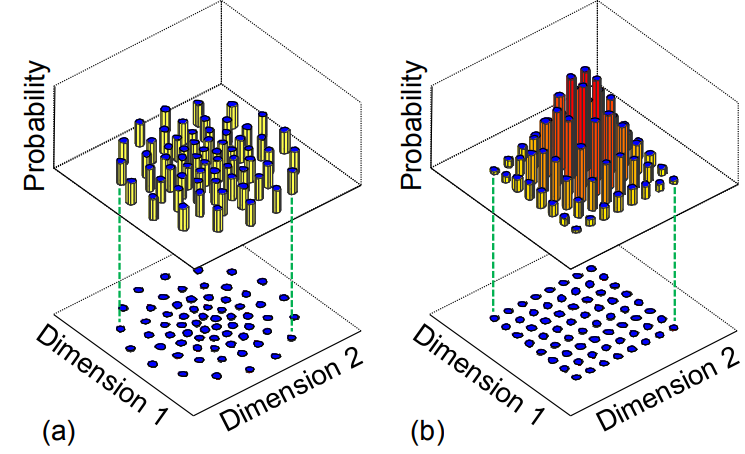 Probability
Dimension 1
Dimension 2
(a)
Probability
Dimension 1
Dimension 2
(b)